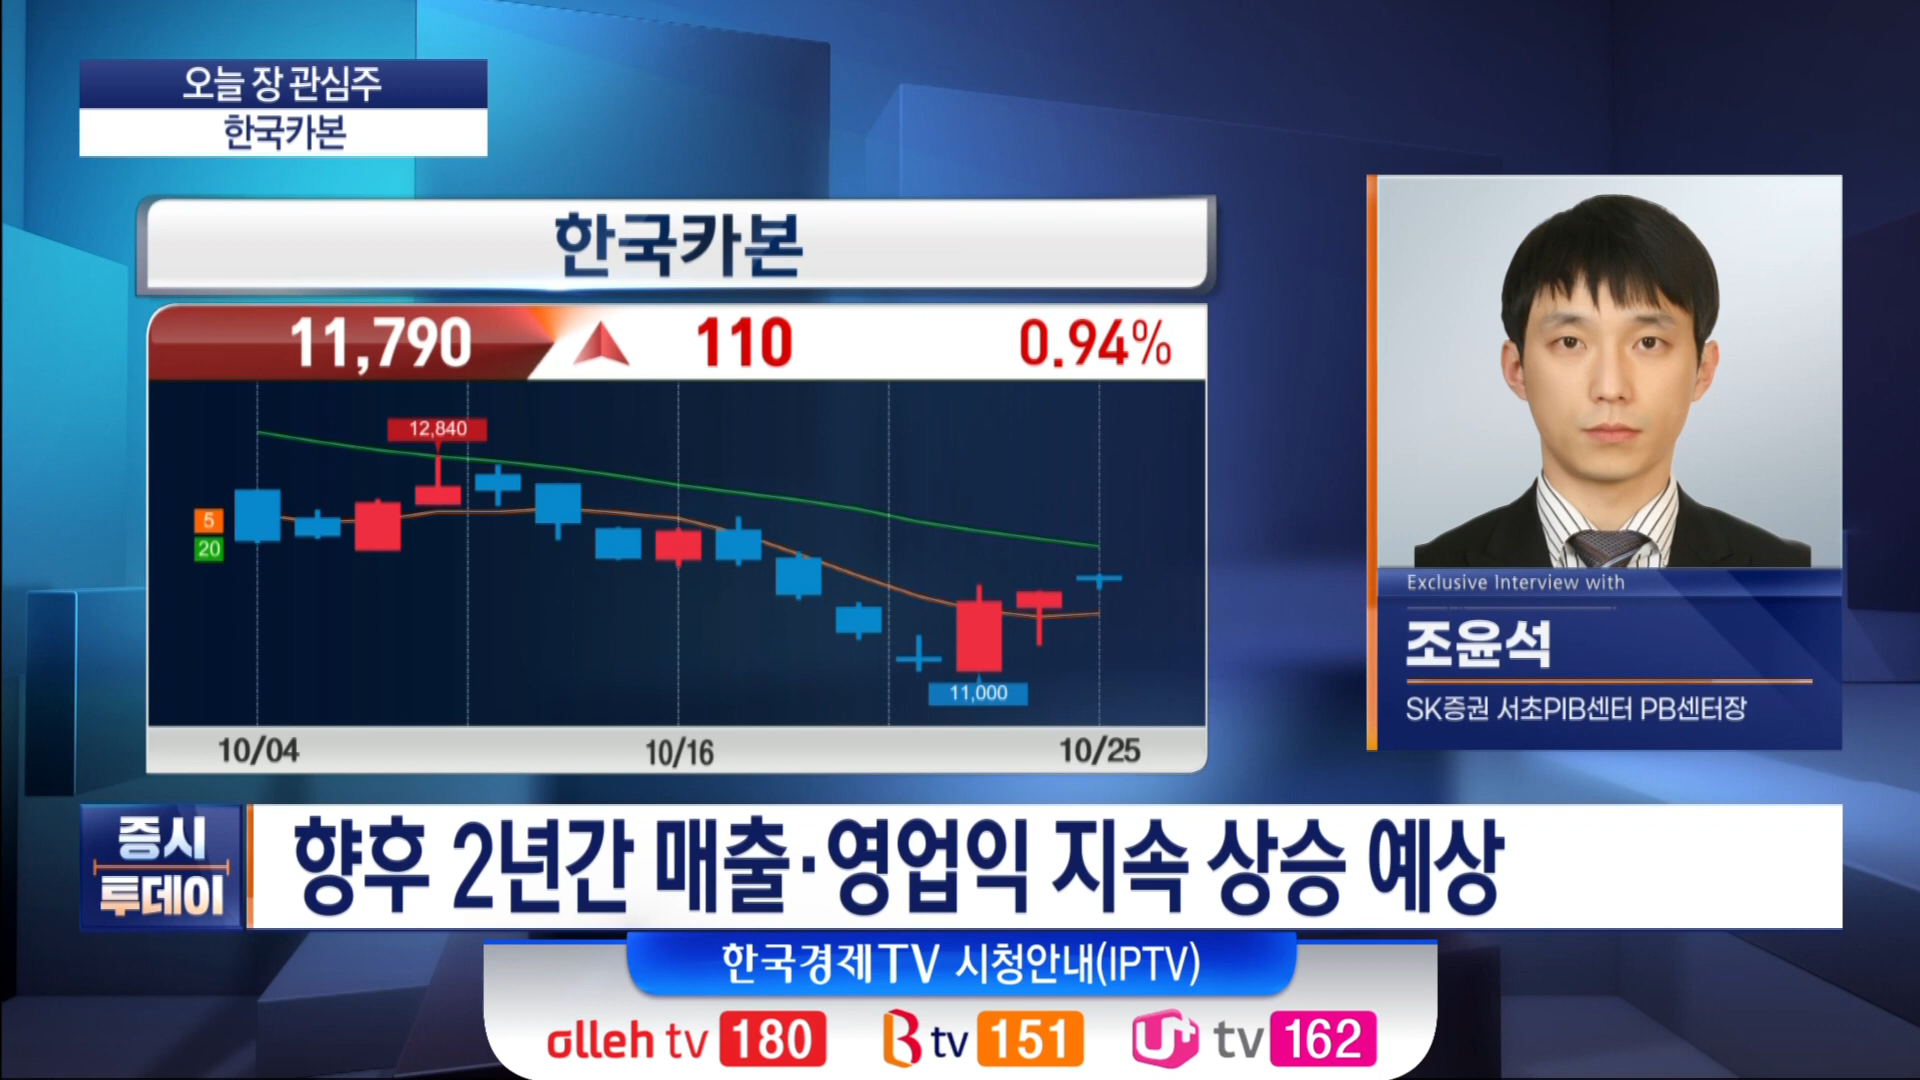 오늘 장 관심주
한국카본
한국카본
11,790 110 0.94%
12,840
5
20
11,000
10/04 10/16 10/25
Exclusive Interview with
조윤석
SK증권 서초PIB센터 PB센터장
증시
투데이
향후 2년간 매출·영업익 지속 상승 예상
한국경제TV 시청안내(IPTV)
olleh tv 180 B tv 151 U+ tv 162